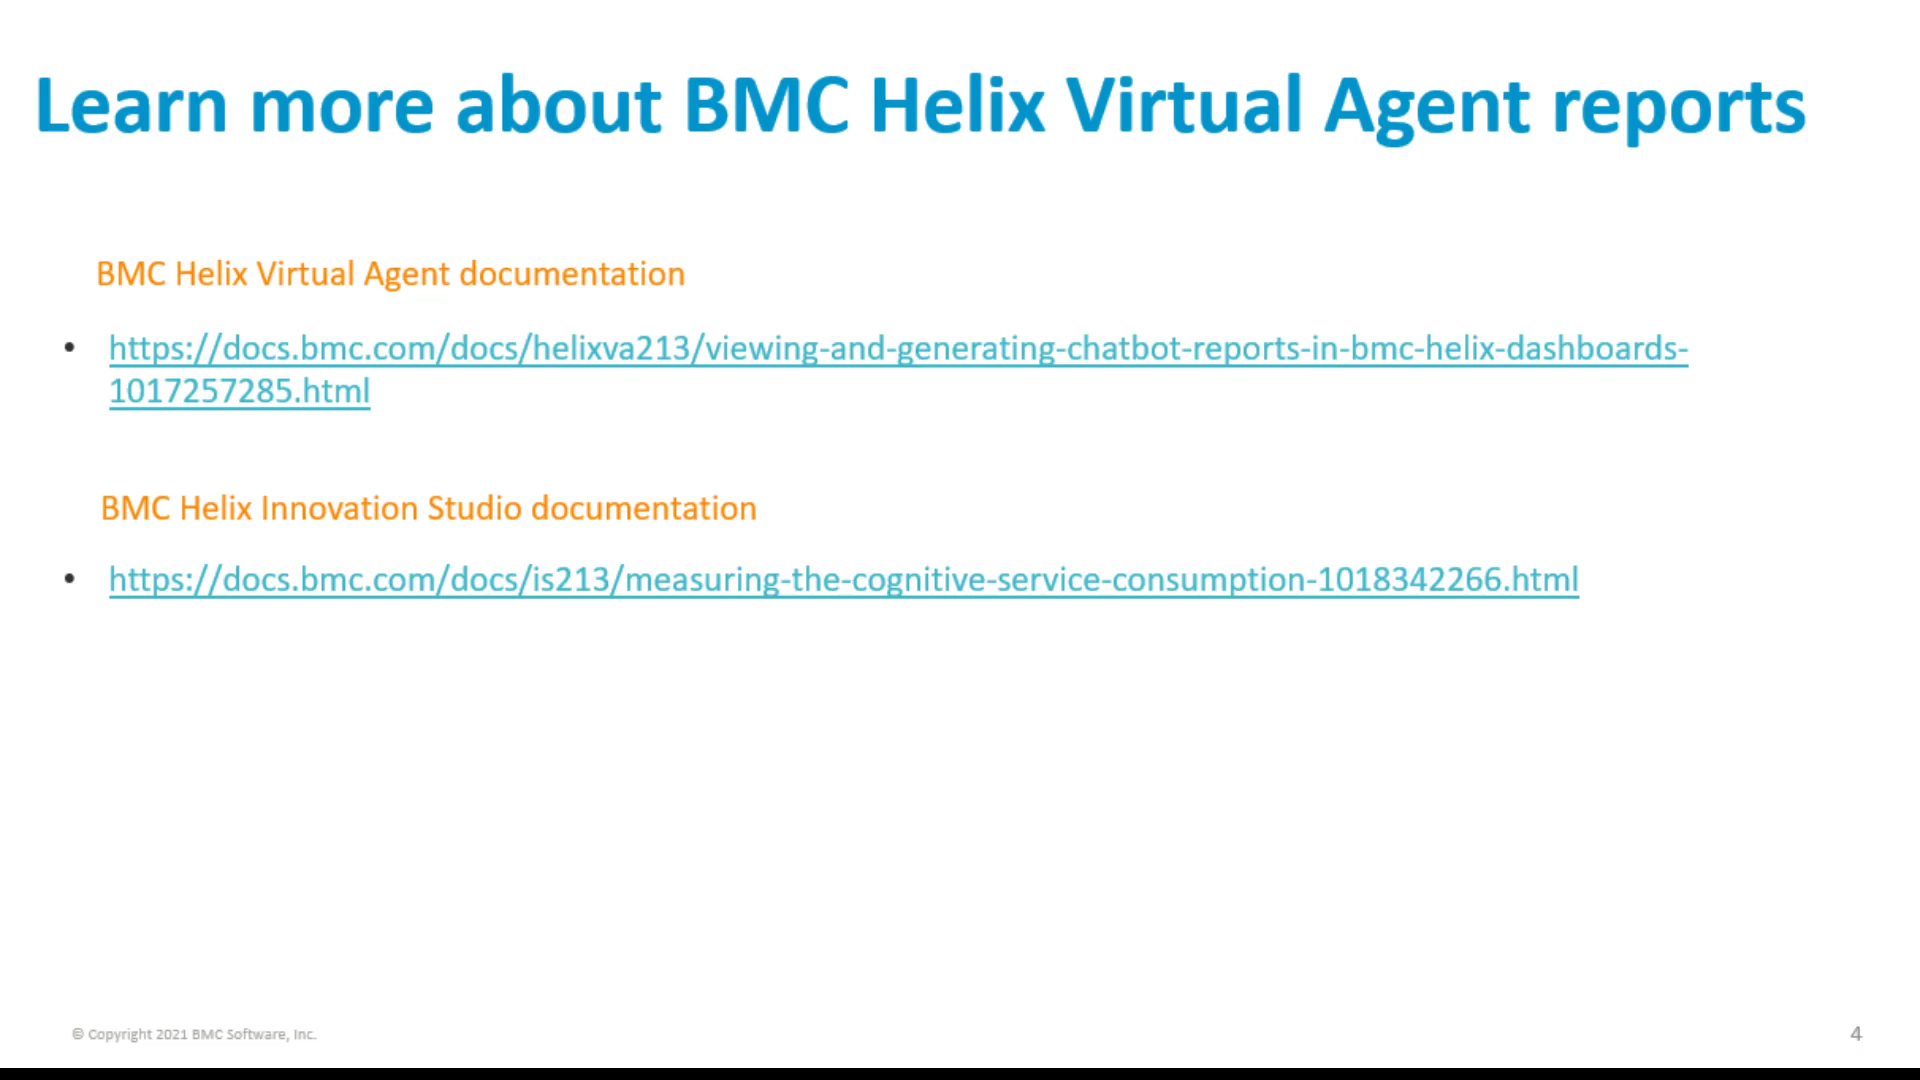 Learn more about BMC Helix Virtual Agent reports
BMC Helix Virtual Agent documentation
• https://docs.bmc.com/docs/helixva213/viewing-and-generating-chatbot-reports-in-bmc-helix-dashboards-
1017257285.html
BMC Helix Innovation Studio documentation
• https://docs.bmc.com/docs/is213/measuring-the-cognitive-service-consumption-1018342266.html
© Copyright 2021 BMC Software, Inc.
4